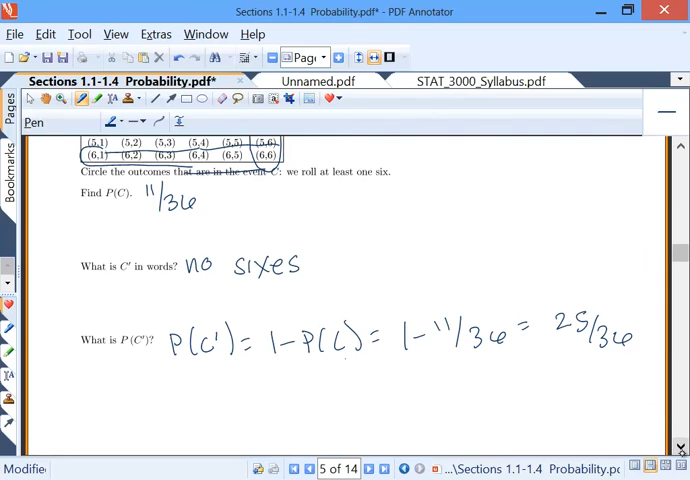 Sections 1.1-1.4 Probability.pdf* - PDF Annotator
File Edit Tool View Extras Window Help
Page
Sections 1.1-1.4 Probability.pdf* Unnamed.pdf STAT_3000_Syllabus.pdf
Pen
Pages
Bookmarks
(5,1) (5,2) (5,3) (5,4) (5,5) (5,6)
(6,1) (6,2) (6,3) (6,4) (6,5) (6,6)
Circle the outcomes that are in the event C: we roll at least one six.
Find P(C). 11/36
What is C' in words? no sixes
What is P (C')? P(C') = 1 - P(C) = 1 - 11/36 = 25/36
Modifie 5 of 14 ...\Sections 1.1-1.4 Probability.pc